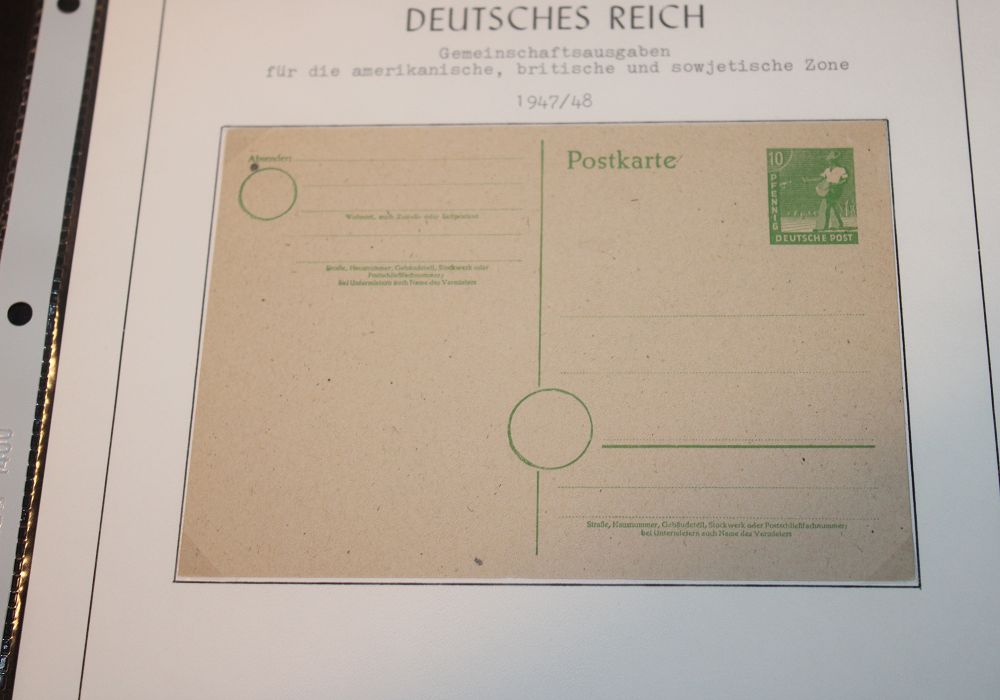 DEUTSCHES REICH
Gemeinschaftsausgaben
für die amerikanische, britische und sowjetische Zone
1947/48
Absender:
Wohnort, auch Zustell- oder Leitpostamt
Straße, Hausnummer, Gebäudeteil, Stockwerk oder
Postschließfachnummer;
bei Untermietern auch Name des Vermieters
Postkarte
10
PFENNIG
DEUTSCHE POST
Straße, Hausnummer, Gebäudeteil, Stockwerk oder Postschließfachnummer;
bei Untermietern auch Name des Vermieters